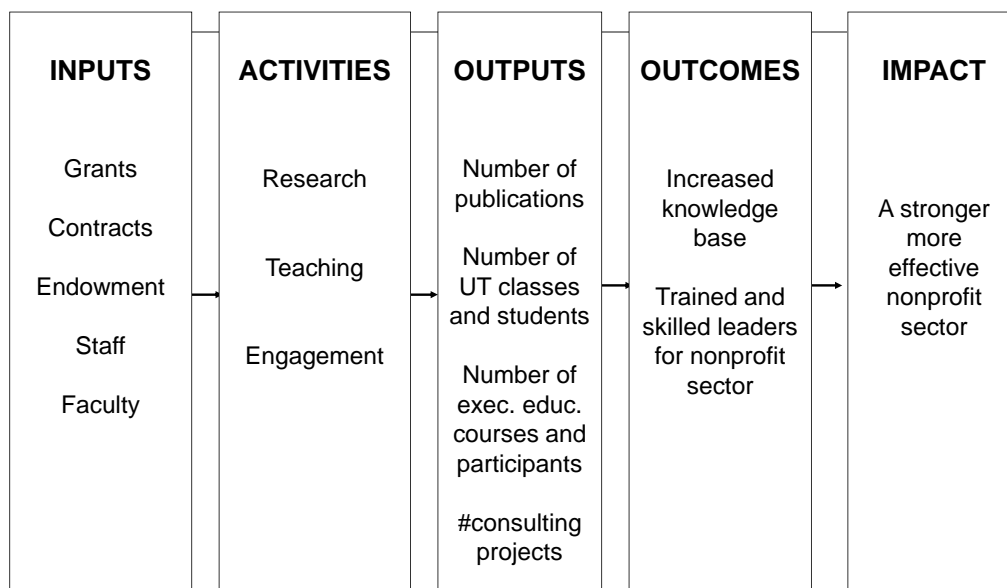 INPUTS
Grants
Contracts
Endowment
Staff
Faculty
ACTIVITIES
Research
Teaching
Engagement
OUTPUTS
Number of
publications
Number of
UT classes
and students
Number of
exec. educ.
courses and
participants
#consulting
projects
OUTCOMES
Increased
knowledge
base
Trained and
skilled leaders
for nonprofit
sector
IMPACT
A stronger
more
effective
nonprofit
sector